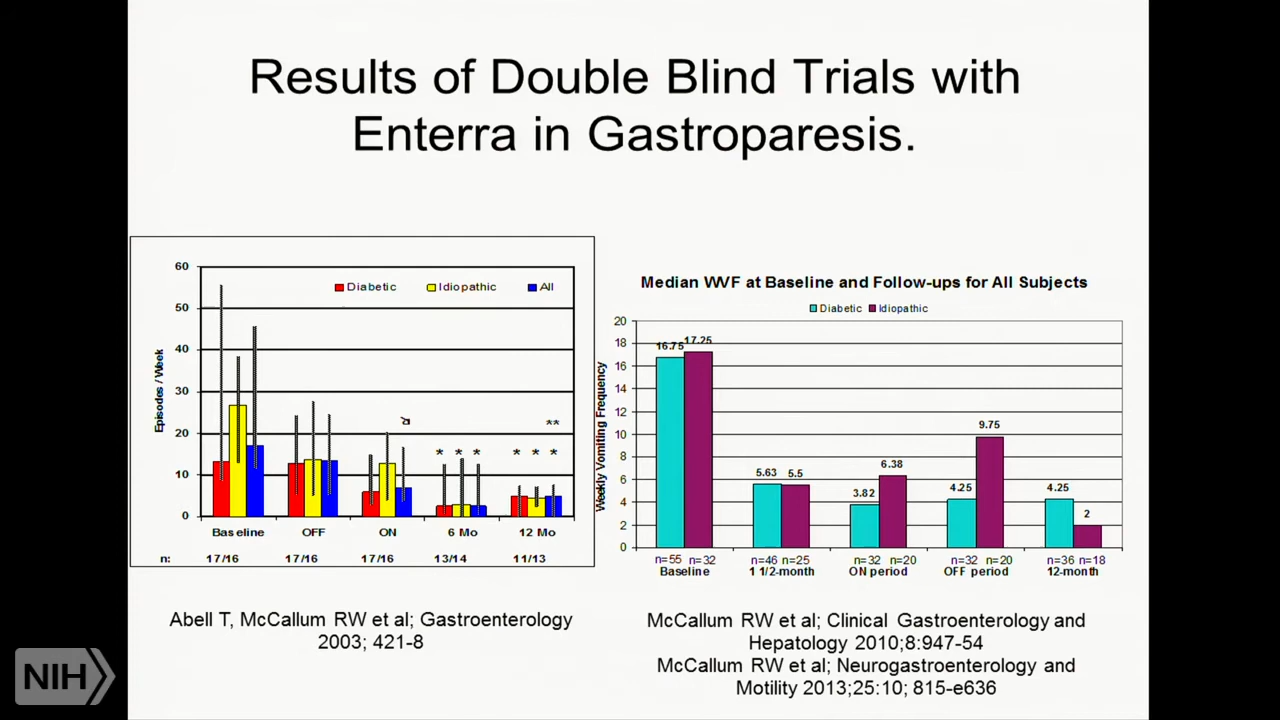 Results of Double Blind Trials with
Enterra in Gastroparesis.
60
50
40
30
20
10
0
Episodes / Week
Diabetic Idiopathic All
* * *
**
* * *
Baseline OFF ON 6 Mo 12 Mo
n: 17/16 17/16 17/16 13/14 11/13
Abell T, McCallum RW et al; Gastroenterology
2003; 421-8
Median WVF at Baseline and Follow-ups for All Subjects
Diabetic Idiopathic
Weekly Vomiting Frequency
20
18
16
14
12
10
8
6
4
2
0
16.75 17.25
5.63 5.5
3.82 6.38
4.25 9.75
4.25 2
n=55 n=32 n=46 n=25 n=32 n=20 n=32 n=20 n=36 n=18
Baseline 1 1/2-month ON period OFF period 12-month
McCallum RW et al; Clinical Gastroenterology and
Hepatology 2010;8:947-54
McCallum RW et al; Neurogastroenterology and
Motility 2013;25:10; 815-e636
NIH